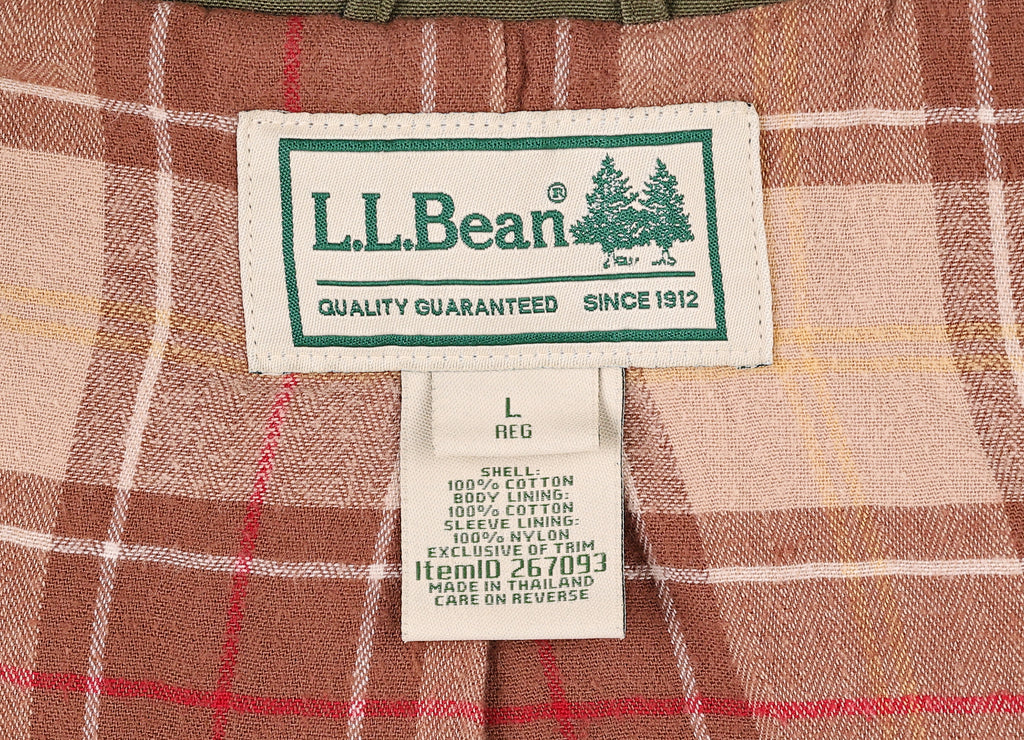 L.L.Bean®
QUALITY GUARANTEED SINCE 1912
L
REG
SHELL:
100% COTTON
BODY LINING:
100% COTTON
SLEEVE LINING:
100% NYLON
EXCLUSIVE OF TRIM
ItemID 267093
MADE IN THAILAND
CARE ON REVERSE